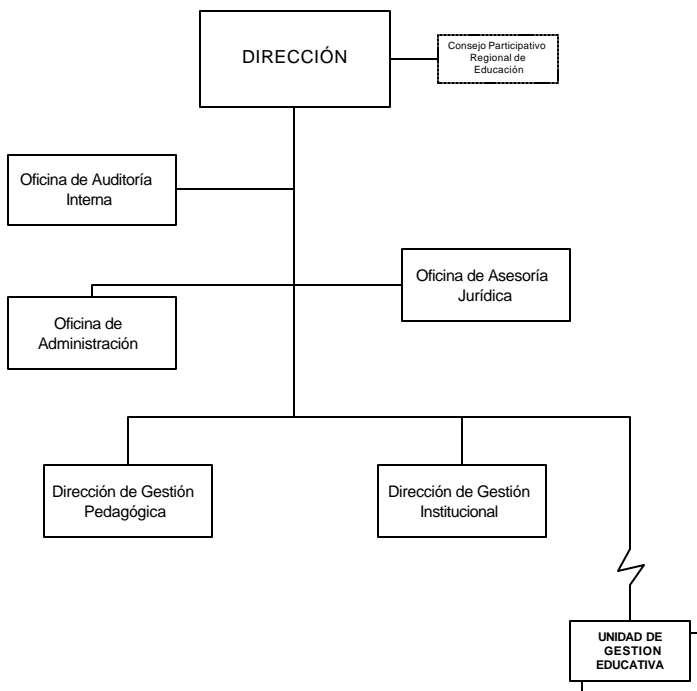 DIRECCIÓN
Consejo Participativo
Regional de
Educación
Oficina de Auditoría
Interna
Oficina de Asesoría
Jurídica
Oficina de
Administración
Dirección de Gestión
Pedagógica
Dirección de Gestión
Institucional
UNIDAD DE
GESTION
EDUCATIVA